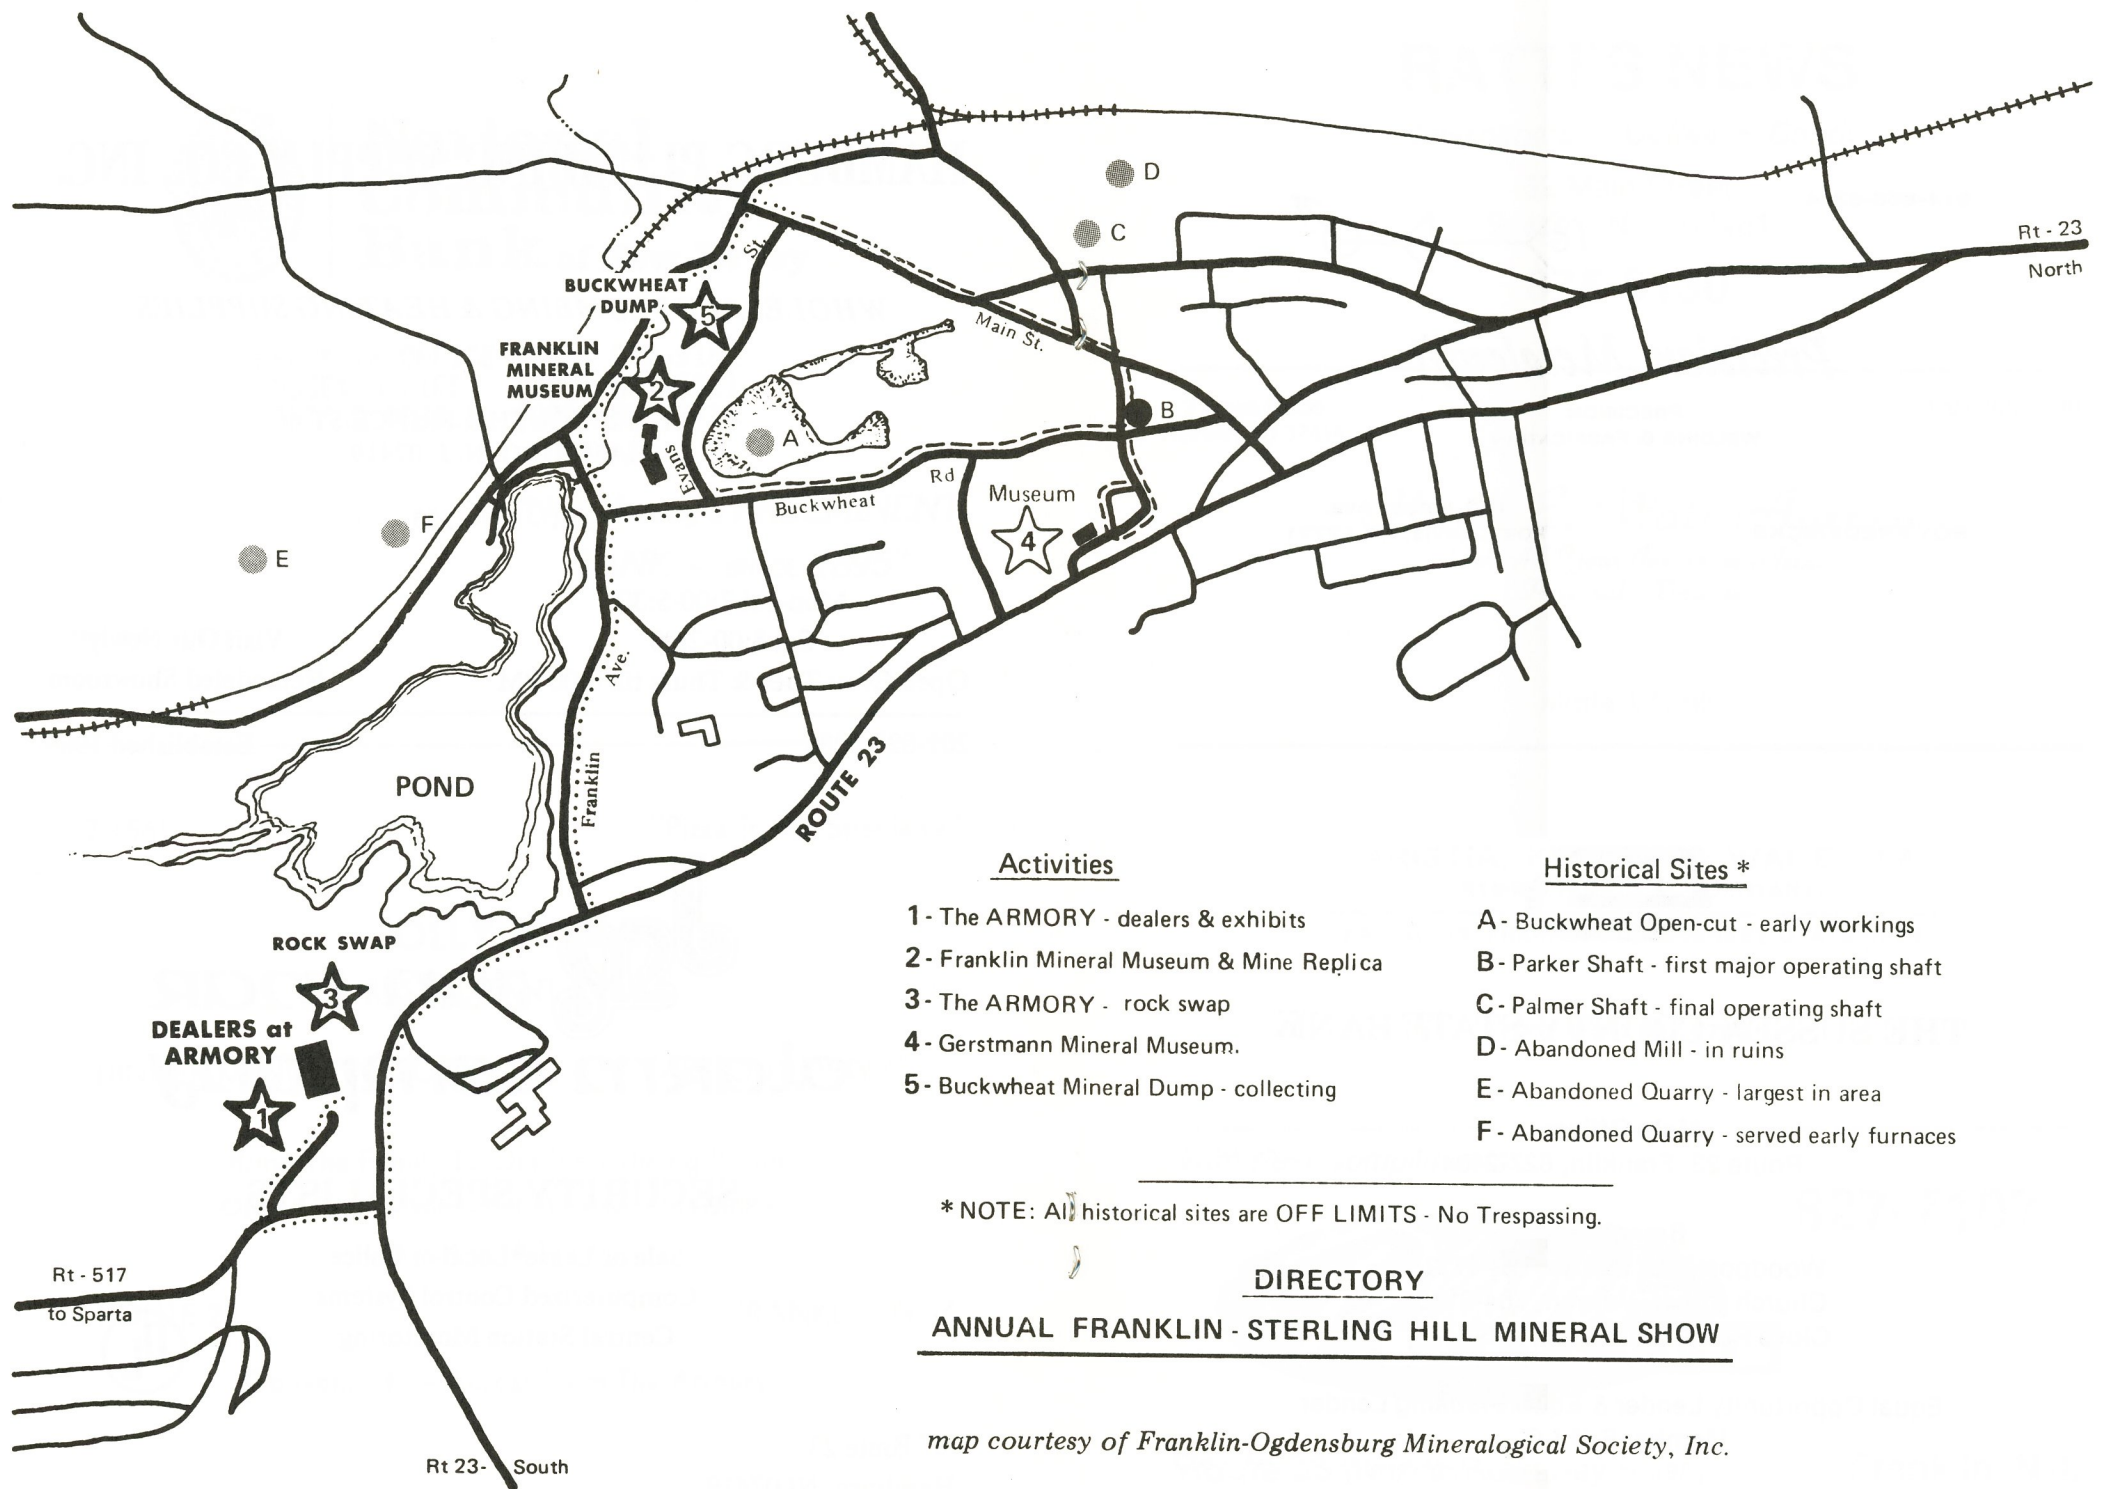 D
C
Rt - 23
North
St.
BUCKWHEAT
DUMP
5
Main St.
FRANKLIN
MINERAL
MUSEUM
2
B
A
Evans
Rd
Buckwheat
Museum
4
F
E
Ave.
Franklin
POND
ROUTE 23
ROCK SWAP
3
DEALERS at
ARMORY
1
Rt - 517
to Sparta
Rt 23- South
Activities
1 - The ARMORY - dealers & exhibits
2 - Franklin Mineral Museum & Mine Replica
3 - The ARMORY - rock swap
4 - Gerstmann Mineral Museum.
5 - Buckwheat Mineral Dump - collecting
Historical Sites *
A - Buckwheat Open-cut - early workings
B - Parker Shaft - first major operating shaft
C - Palmer Shaft - final operating shaft
D - Abandoned Mill - in ruins
E - Abandoned Quarry - largest in area
F - Abandoned Quarry - served early furnaces
* NOTE: All historical sites are OFF LIMITS - No Trespassing.
DIRECTORY
ANNUAL FRANKLIN - STERLING HILL MINERAL SHOW
map courtesy of Franklin-Ogdensburg Mineralogical Society, Inc.